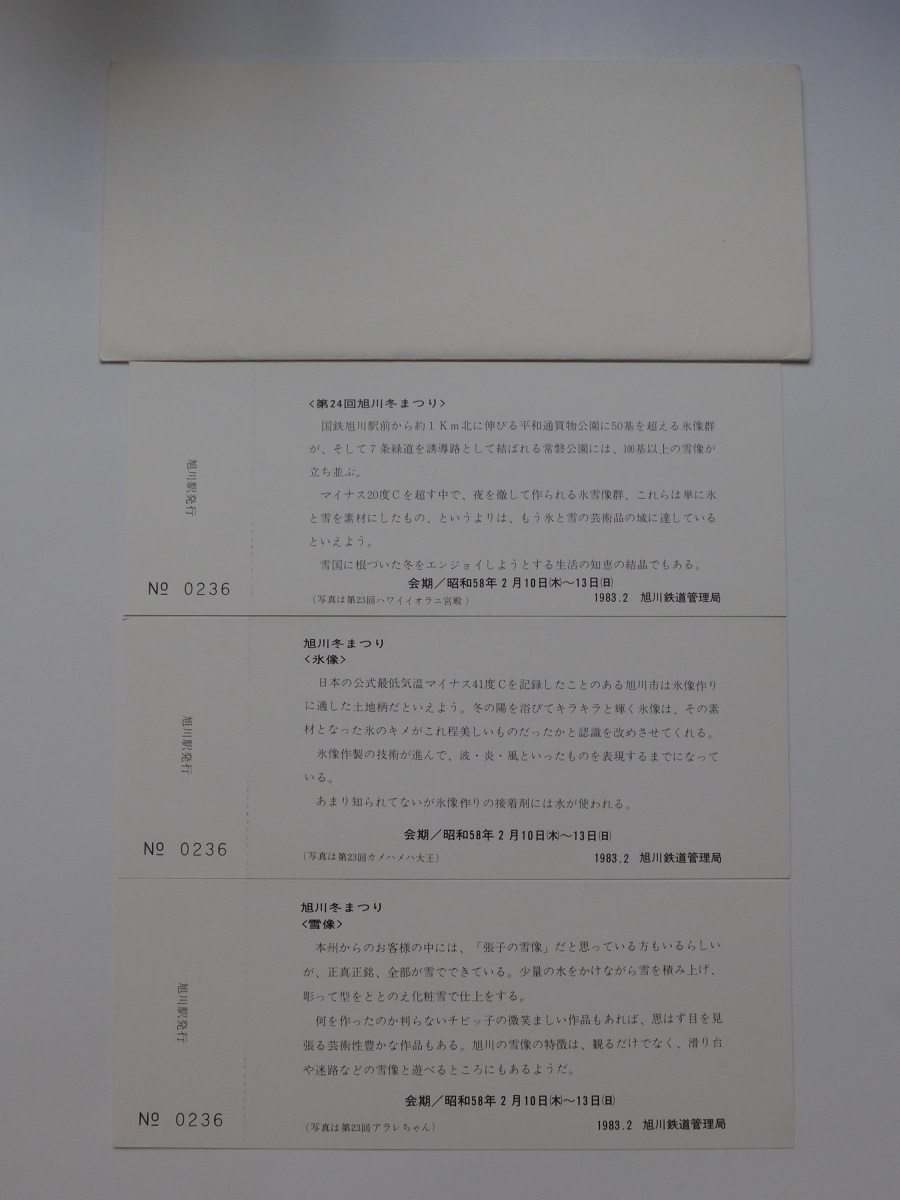 <第24回旭川冬まつり>
国鉄旭川駅前から約1Km北に伸びる平和通買物公園に50基を超える氷像群
が、そして7条緑道を誘導路として結ばれる常磐公園には、100基以上の雪像が
立ち並ぶ。
マイナス20度Cを超す中で、夜を徹して作られる氷雪像群、これらは単に氷
と雪を素材にしたもの、というよりは、もう氷と雪の芸術品の域に達している
といえよう。
雪国に根づいた冬をエンジョイしようとする生活の知恵の結晶でもある。
会期/昭和58年2月10日(木)~13日(日)
(写真は第23回ハワイイオラニ宮殿)
1983.2 旭川鉄道管理局
旭川駅発行
№ 0236
旭川冬まつり
<氷像>
日本の公式最低気温マイナス41度Cを記録したことのある旭川市は氷像作り
に適した土地柄だといえよう。冬の陽を浴びてキラキラと輝く氷像は、その素
材となった氷のキメがこれ程美しいものだったかと認識を改めさせてくれる。
氷像作製の技術が進んで、波・炎・風といったものを表現するまでになって
いる。
あまり知られてないが氷像作りの接着剤には水が使われる。
会期/昭和58年2月10日(木)~13日(日)
(写真は第23回カメハメハ大王)
1983.2 旭川鉄道管理局
旭川駅発行
№ 0236
旭川冬まつり
<雪像>
本州からのお客様の中には、「張子の雪像」だと思っている方もいるらしい
が、正真正銘、全部が雪でできている。少量の水をかけながら雪を積み上げ、
彫って型をととのえ化粧雪で仕上をする。
何を作ったのか判らないチビッ子の微笑ましい作品もあれば、思はず目を見
張る芸術性豊かな作品もある。旭川の雪像の特徴は、観るだけでなく、滑り台
や迷路などの雪像と遊べるところにもあるようだ。
会期/昭和58年2月10日(木)~13日(日)
(写真は第23回アラレちゃん)
1983.2 旭川鉄道管理局
旭川駅発行
№ 0236